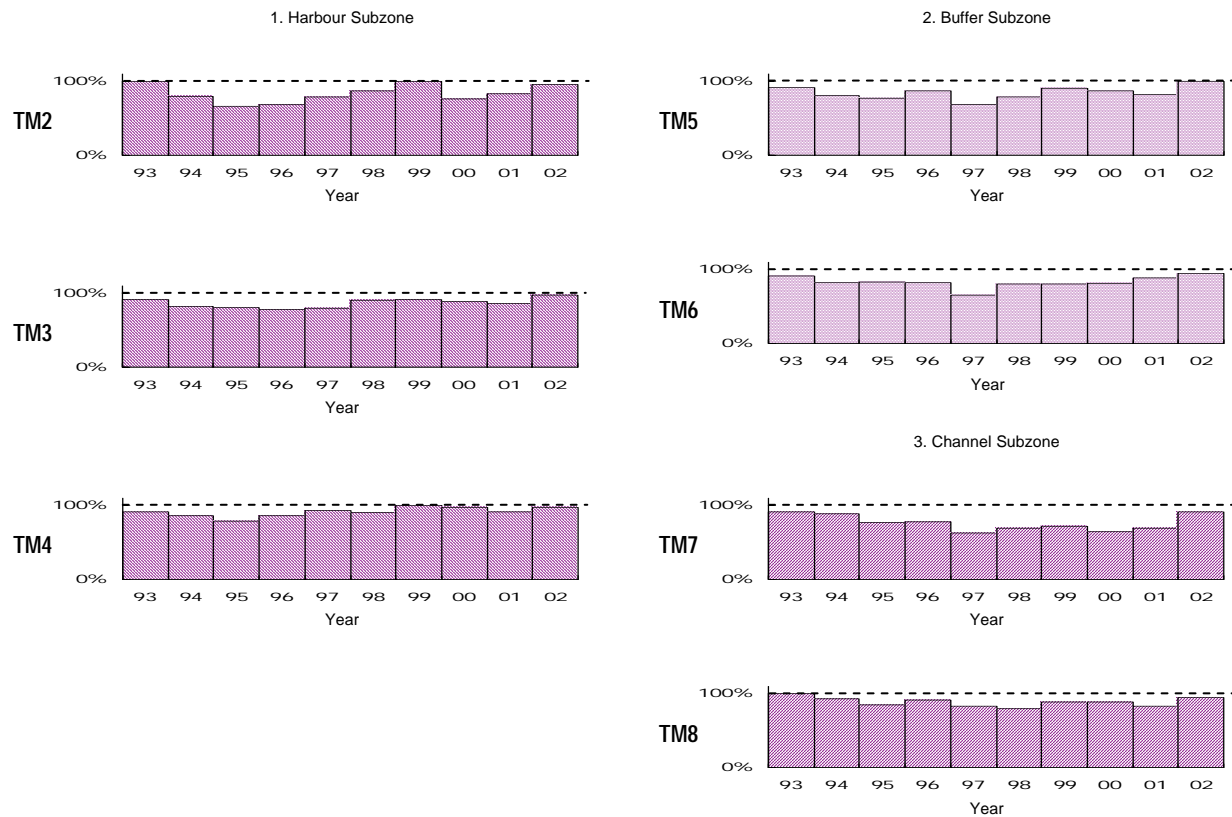 1. Harbour Subzone
100%
TM2
0%
93 94 95 96 97 98 99 00 01 02
Year
100%
TM3
0%
93 94 95 96 97 98 99 00 01 02
Year
100%
TM4
0%
93 94 95 96 97 98 99 00 01 02
Year
2. Buffer Subzone
100%
TM5
0%
93 94 95 96 97 98 99 00 01 02
Year
100%
TM6
0%
93 94 95 96 97 98 99 00 01 02
Year
3. Channel Subzone
100%
TM7
0%
93 94 95 96 97 98 99 00 01 02
Year
100%
TM8
0%
93 94 95 96 97 98 99 00 01 02
Year